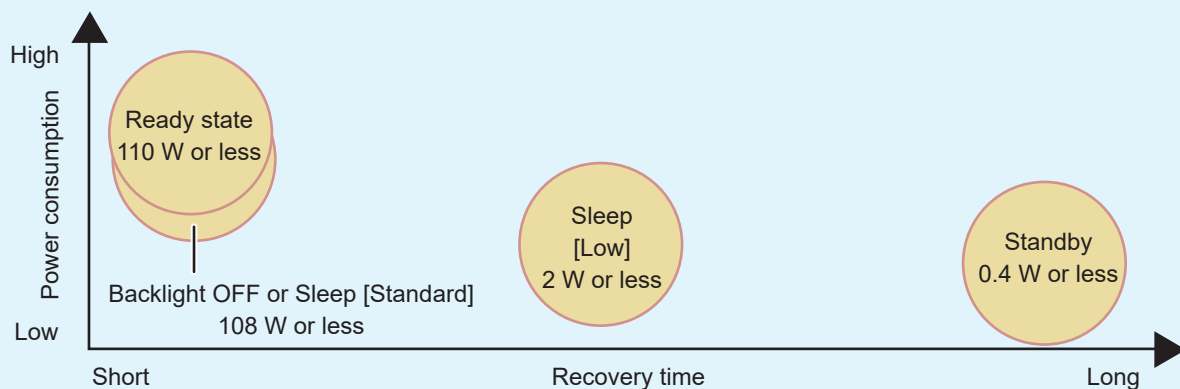 High
Power consumption
Ready state
110 W or less
Backlight OFF or Sleep [Standard]
108 W or less
Sleep
[Low]
2 W or less
Standby
0.4 W or less
Low
Short
Recovery time
Long